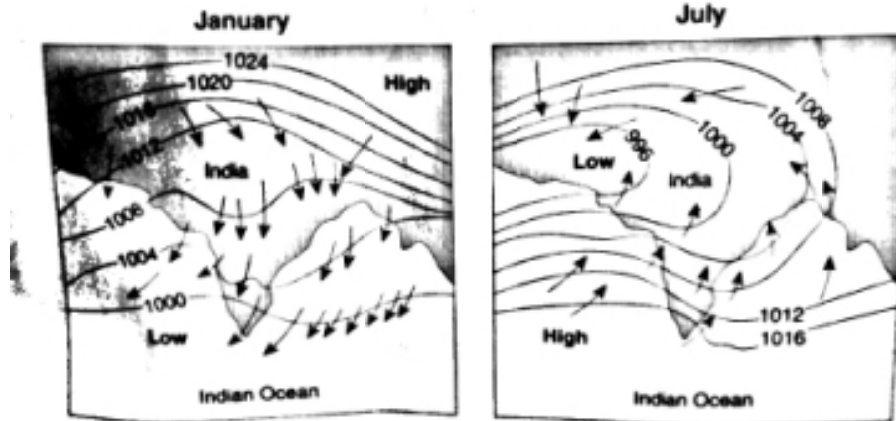 January
1024
1020
High
1016
1012
India
1008
1004
1000
Low
Indian Ocean
July
1008
1004
1000
996
Low
India
1012
High
1016
Indian Ocean